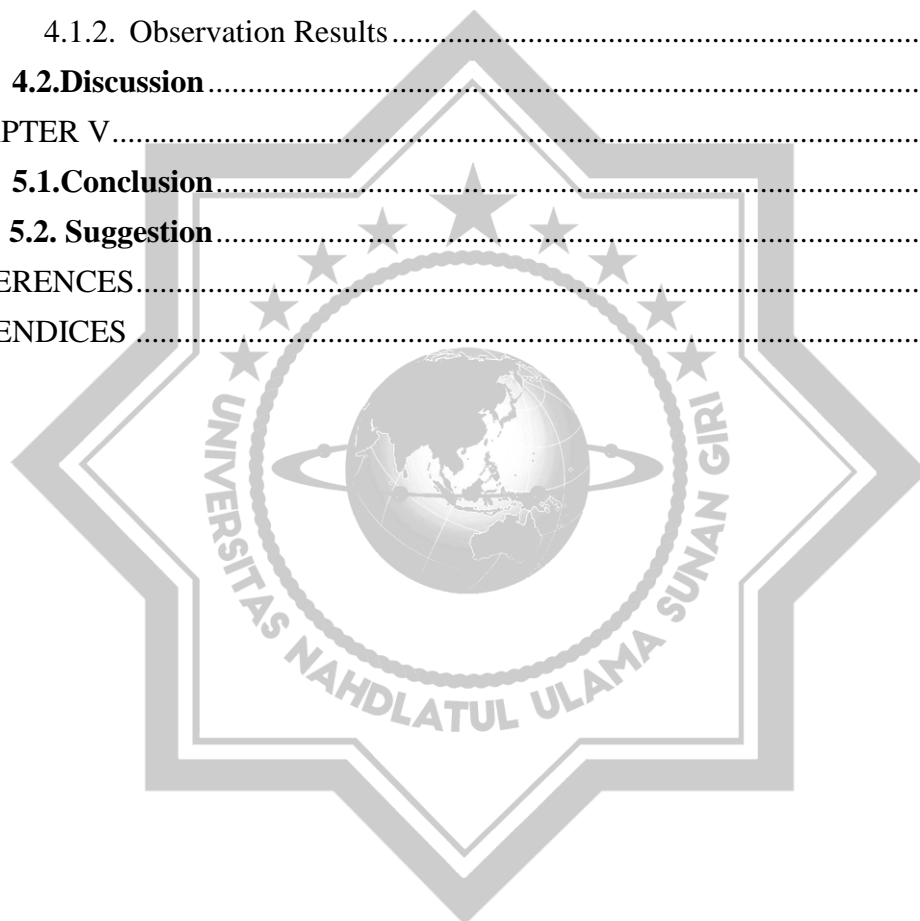 4.1.2. Observation Results........................................................................
4.2.Discussion................................................................................................
PTER V............................................................................................................
5.1.Conclusion...............................................................................................
5.2. Suggestion...............................................................................................
ERENCES........................................................................................................
ENDICES ........................................................................................................
UNIVERSITAS NAHDLATUL ULAMA SUNAN GIRI